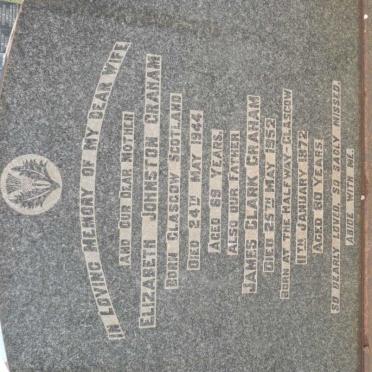 IN LOVING MEMORY OF MY DEAR WIFE
AND OUR DEAR MOTHER
ELIZABETH JOHNSTON GRAHAM
BORN GLASGOW SCOTLAND
DIED 24TH MAY 1944
AGED 69 YEARS.
ALSO OUR FATHER
JAMES CLARK GRAHAM
DIED 25TH MAY 1952
BORN AT THE HALFWAY-GLASGOW
11TH JANUARY 1872
AGED 80 YEARS.
SO DEARLY LOVED, SO SADLY MISSED.
ABIDE WITH ME.